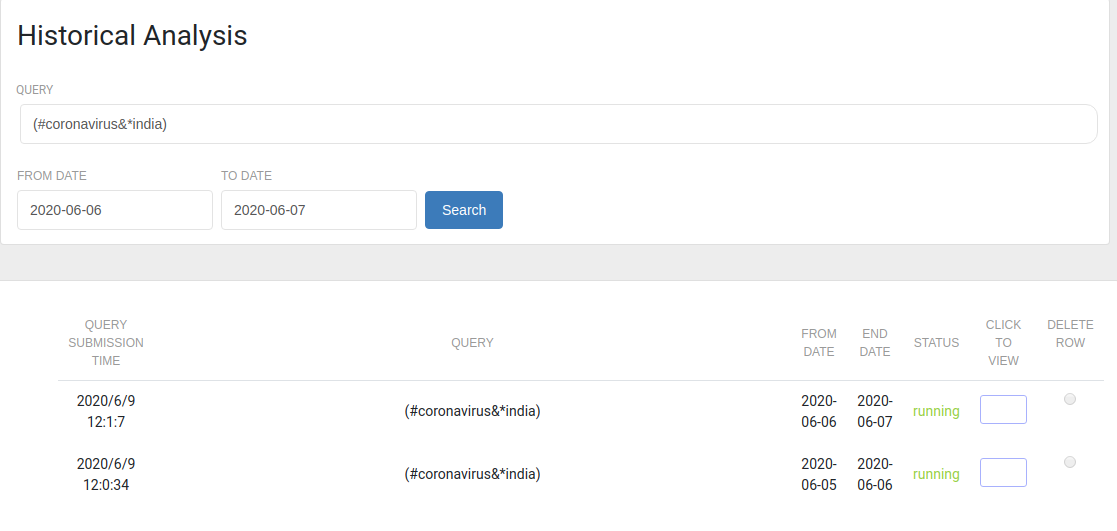 Historical Analysis
QUERY
(#coronavirus&*india)
FROM DATE TO DATE
2020-06-06 2020-06-07 Search
QUERY
SUBMISSION
TIME
QUERY
FROM
DATE
END
DATE
STATUS
CLICK
TO
VIEW
DELETE
ROW
2020/6/9
12:1:7
(#coronavirus&*india)
2020-
06-06
2020-
06-07
running
2020/6/9
12:0:34
(#coronavirus&*india)
2020-
06-05
2020-
06-06
running